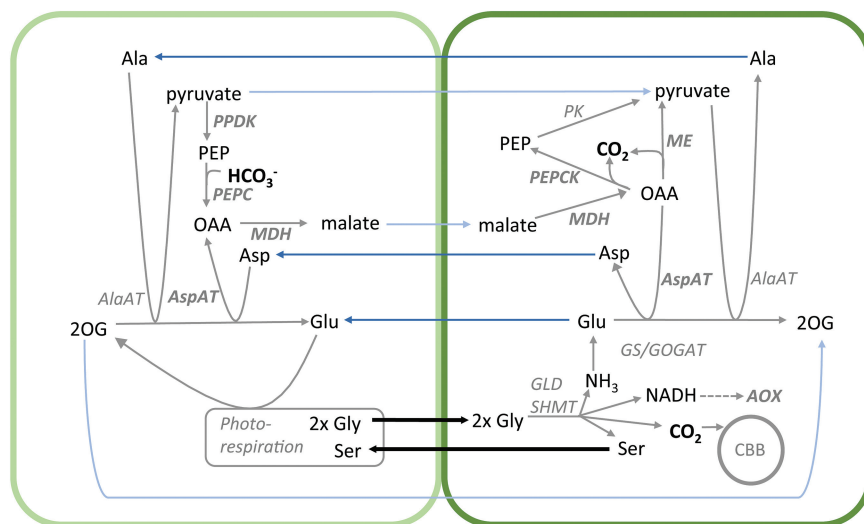 Ala
Ala
pyruvate
pyruvate
PPDK
PK
PEP
PEP
CO2
ME
HCO3-
PEPC
PEPCK
OAA
OAA
MDH
malate
malate
MDH
Asp
Asp
AlaAT
AspAT
AspAT
AlaAT
2OG
Glu
Glu
2OG
GS/GOGAT
NH3
GLD
SHMT
NADH
AOX
Photo-
respiration
2x Gly
2x Gly
CO2
CBB
Ser
Ser